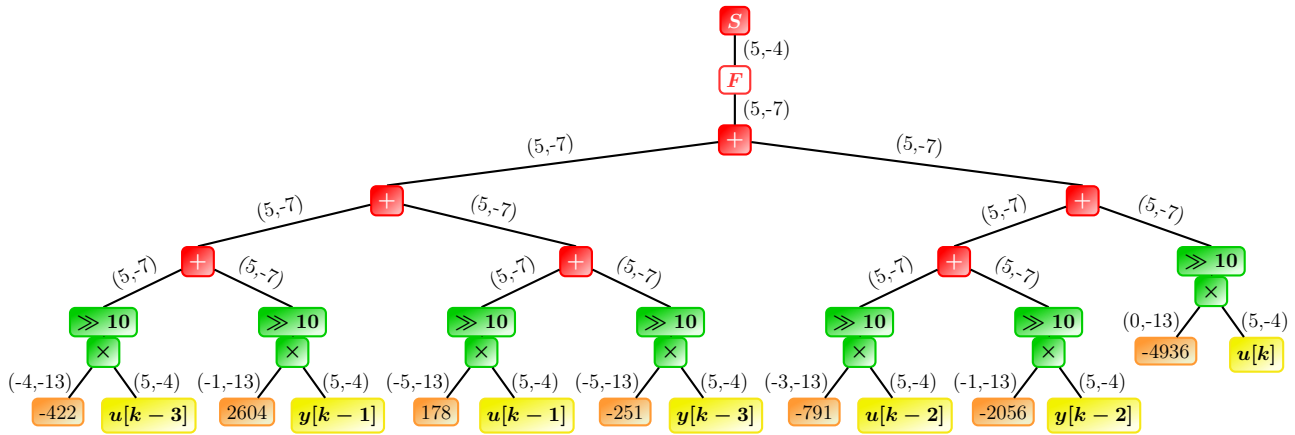 S
(5,-4)
F
(5,-7)
+
(5,-7) (5,-7)
+ +
(5,-7) (5,-7) (5,-7) (5,-7)
+ + + ≫ 10
(5,-7) (5,-7) (5,-7) (5,-7) (5,-7) (5,-7) ×
≫ 10 ≫ 10 ≫ 10 ≫ 10 ≫ 10 ≫ 10 (0,-13) (5,-4)
× × × × × × -4936 u[k]
(-4,-13) (5,-4) (-1,-13) (5,-4) (-5,-13) (5,-4) (-5,-13) (5,-4) (-3,-13) (5,-4) (-1,-13) (5,-4)
-422 u[k − 3] 2604 y[k − 1] 178 u[k − 1] -251 y[k − 3] -791 u[k − 2] -2056 y[k − 2]